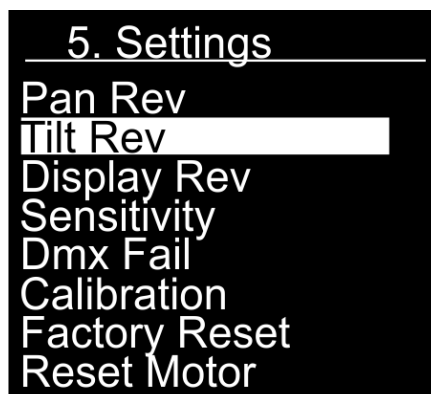 5. Settings
Pan Rev
Tilt Rev
Display Rev
Sensitivity
Dmx Fail
Calibration
Factory Reset
Reset Motor